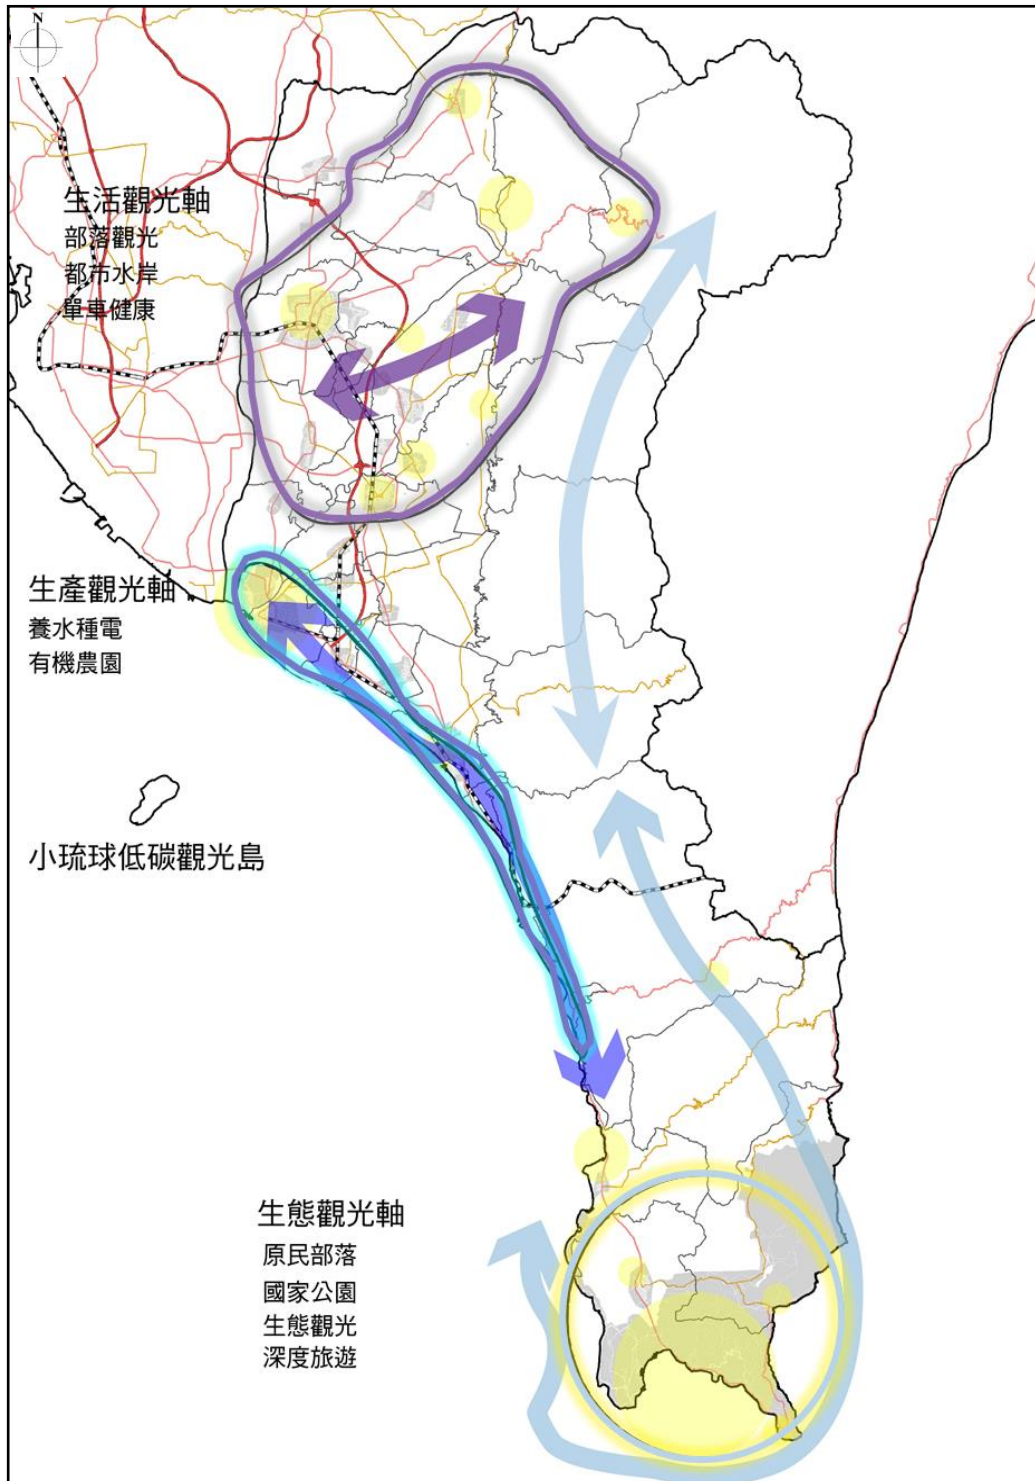 N
生活觀光軸
部落觀光
都市水岸
單車健康
生產觀光軸
養水種電
有機農園
小琉球低碳觀光島
生態觀光軸
原民部落
國家公園
生態觀光
深度旅遊